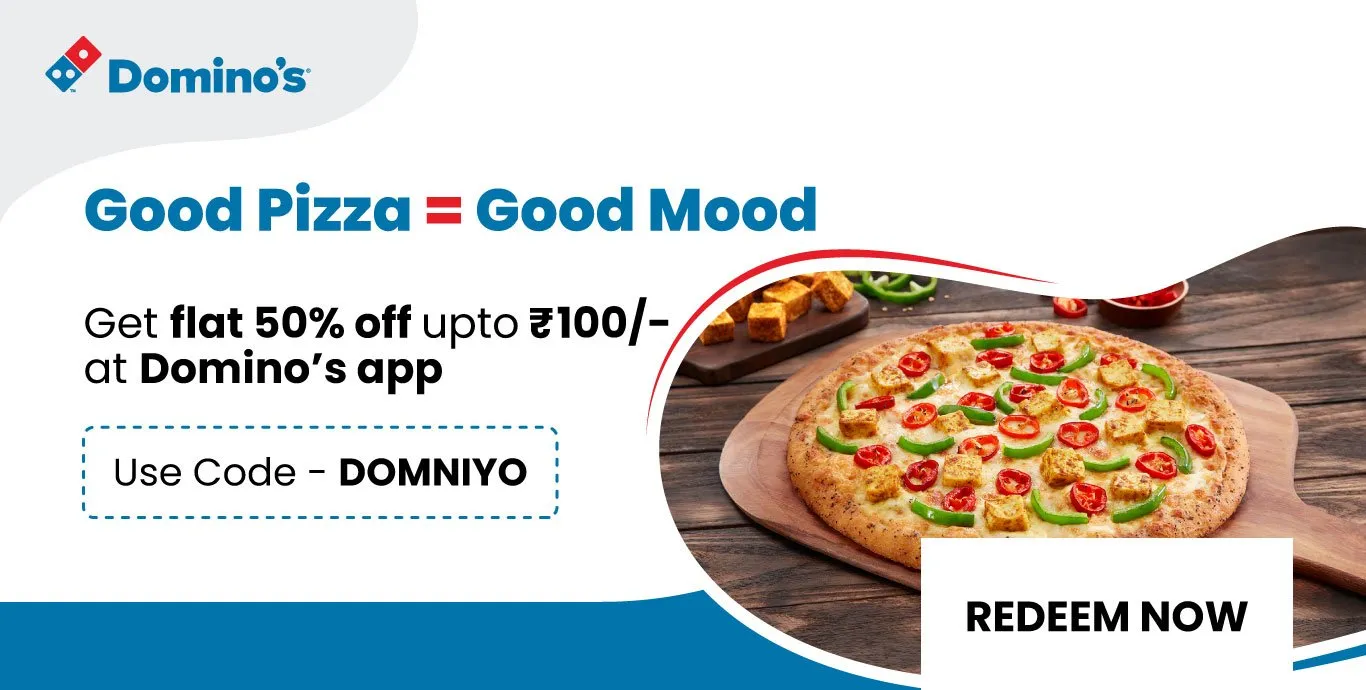 Domino's
Good Pizza = Good Mood
Get flat 50% off upto ₹100/-
at Domino’s app
Use Code - DOMNIYO
REDEEM NOW